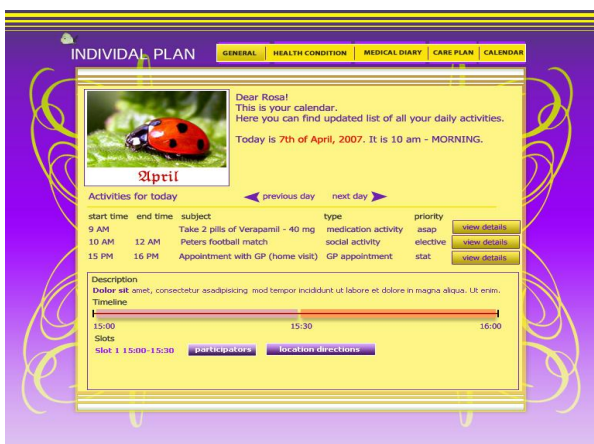 INDIVIDAL PLAN
GENERAL HEALTH CONDITION MEDICAL DIARY CARE PLAN CALENDAR
Dear Rosa!
This is your calendar.
Here you can find updated list of all your daily activities.
Today is 7th of April, 2007. It is 10 am - MORNING.
April
Activities for today previous day next day
start time end time subject type priority
9 AM Take 2 pills of Verapamil - 40 mg medication activity asap view details
10 AM 12 AM Peters football match social activity elective view details
15 PM 16 PM Appointment with GP (home visit) GP appointment stat view details
Description
Dolor sit amet, consectetur asadipisicing mod tempor incididunt ut labore et dolore in magna aliqua. Ut enim.
Timeline
15:00 15:30 16:00
Slots
Slot 1 15:00-15:30 participators location directions